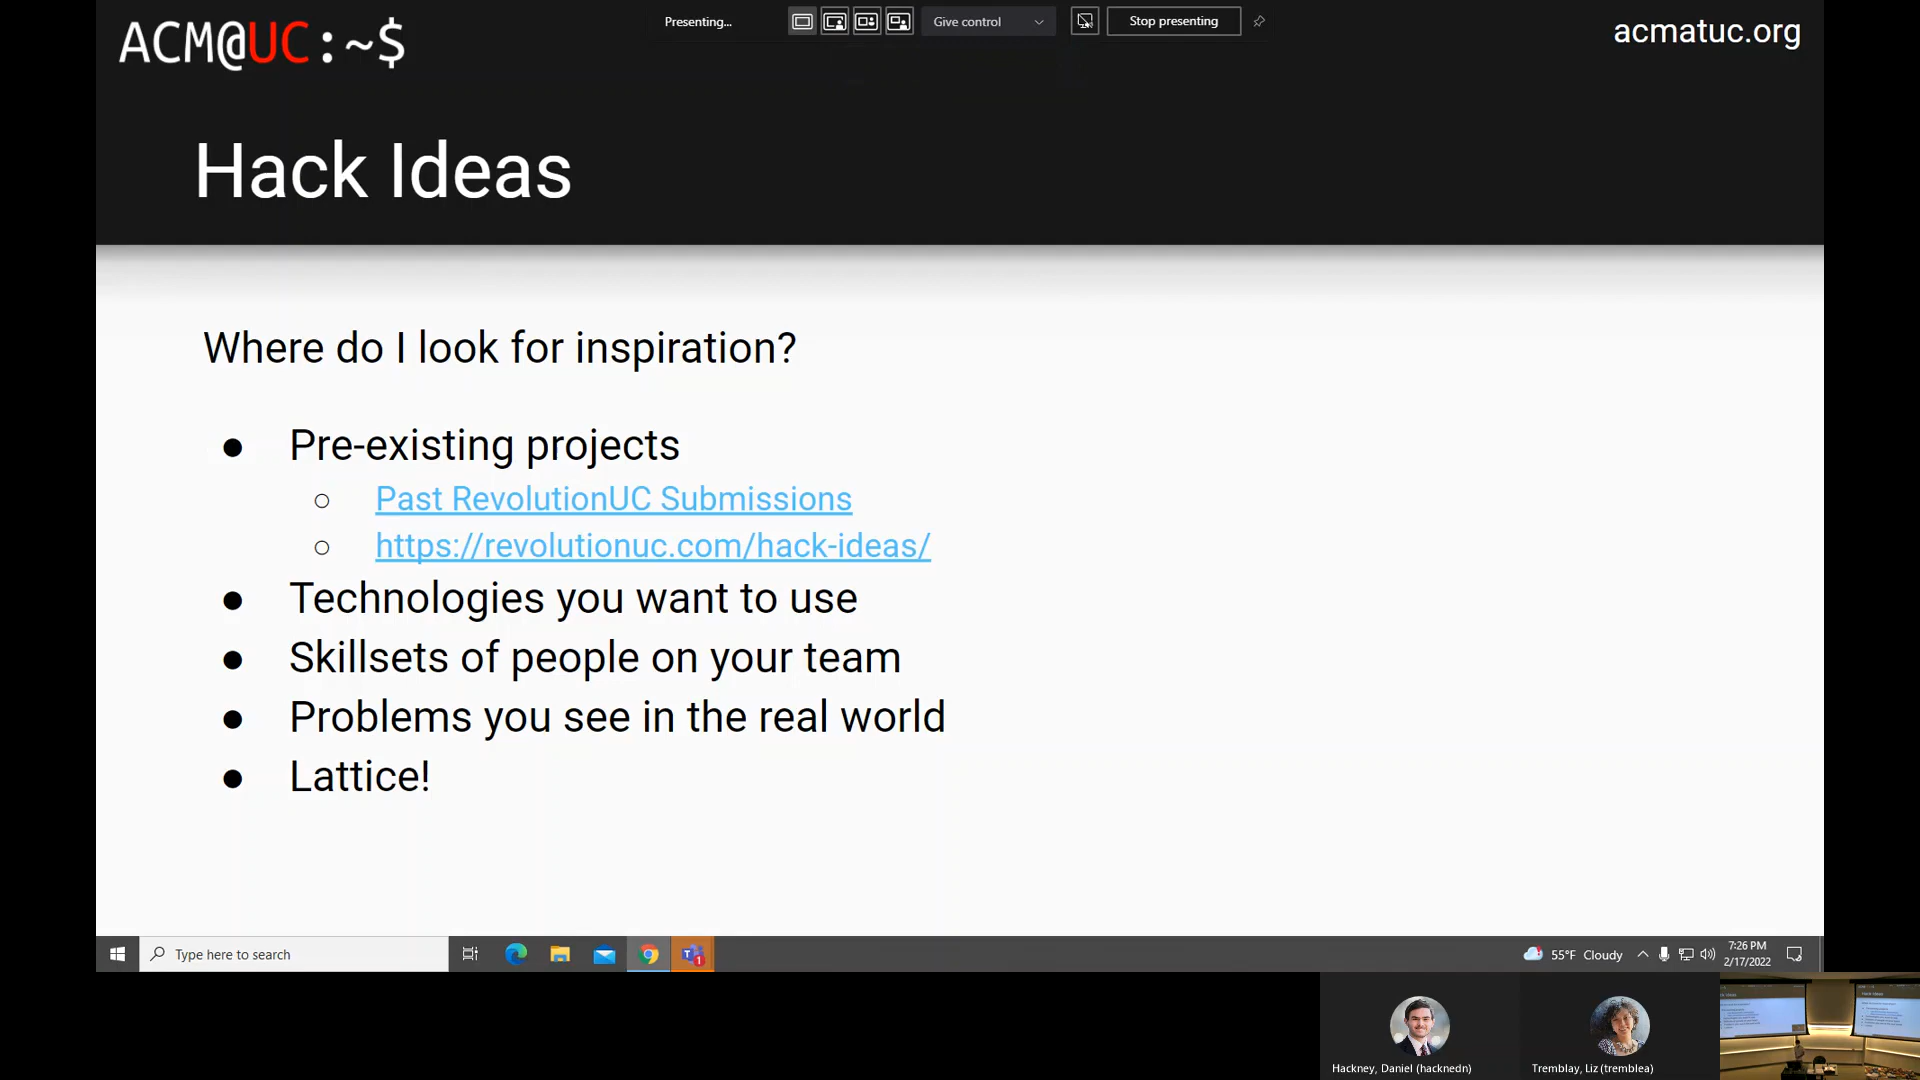 ACM@UC:~$
Presenting...
Give control
Stop presenting
acmatuc.org
Hack Ideas
Where do I look for inspiration?
● Pre-existing projects
○ Past RevolutionUC Submissions
○ https://revolutionuc.com/hack-ideas/
● Technologies you want to use
● Skillsets of people on your team
● Problems you see in the real world
● Lattice!
Type here to search
1
55°F Cloudy
7:26 PM
2/17/2022
Hackney, Daniel (hacknedn)
Tremblay, Liz (tremblea)